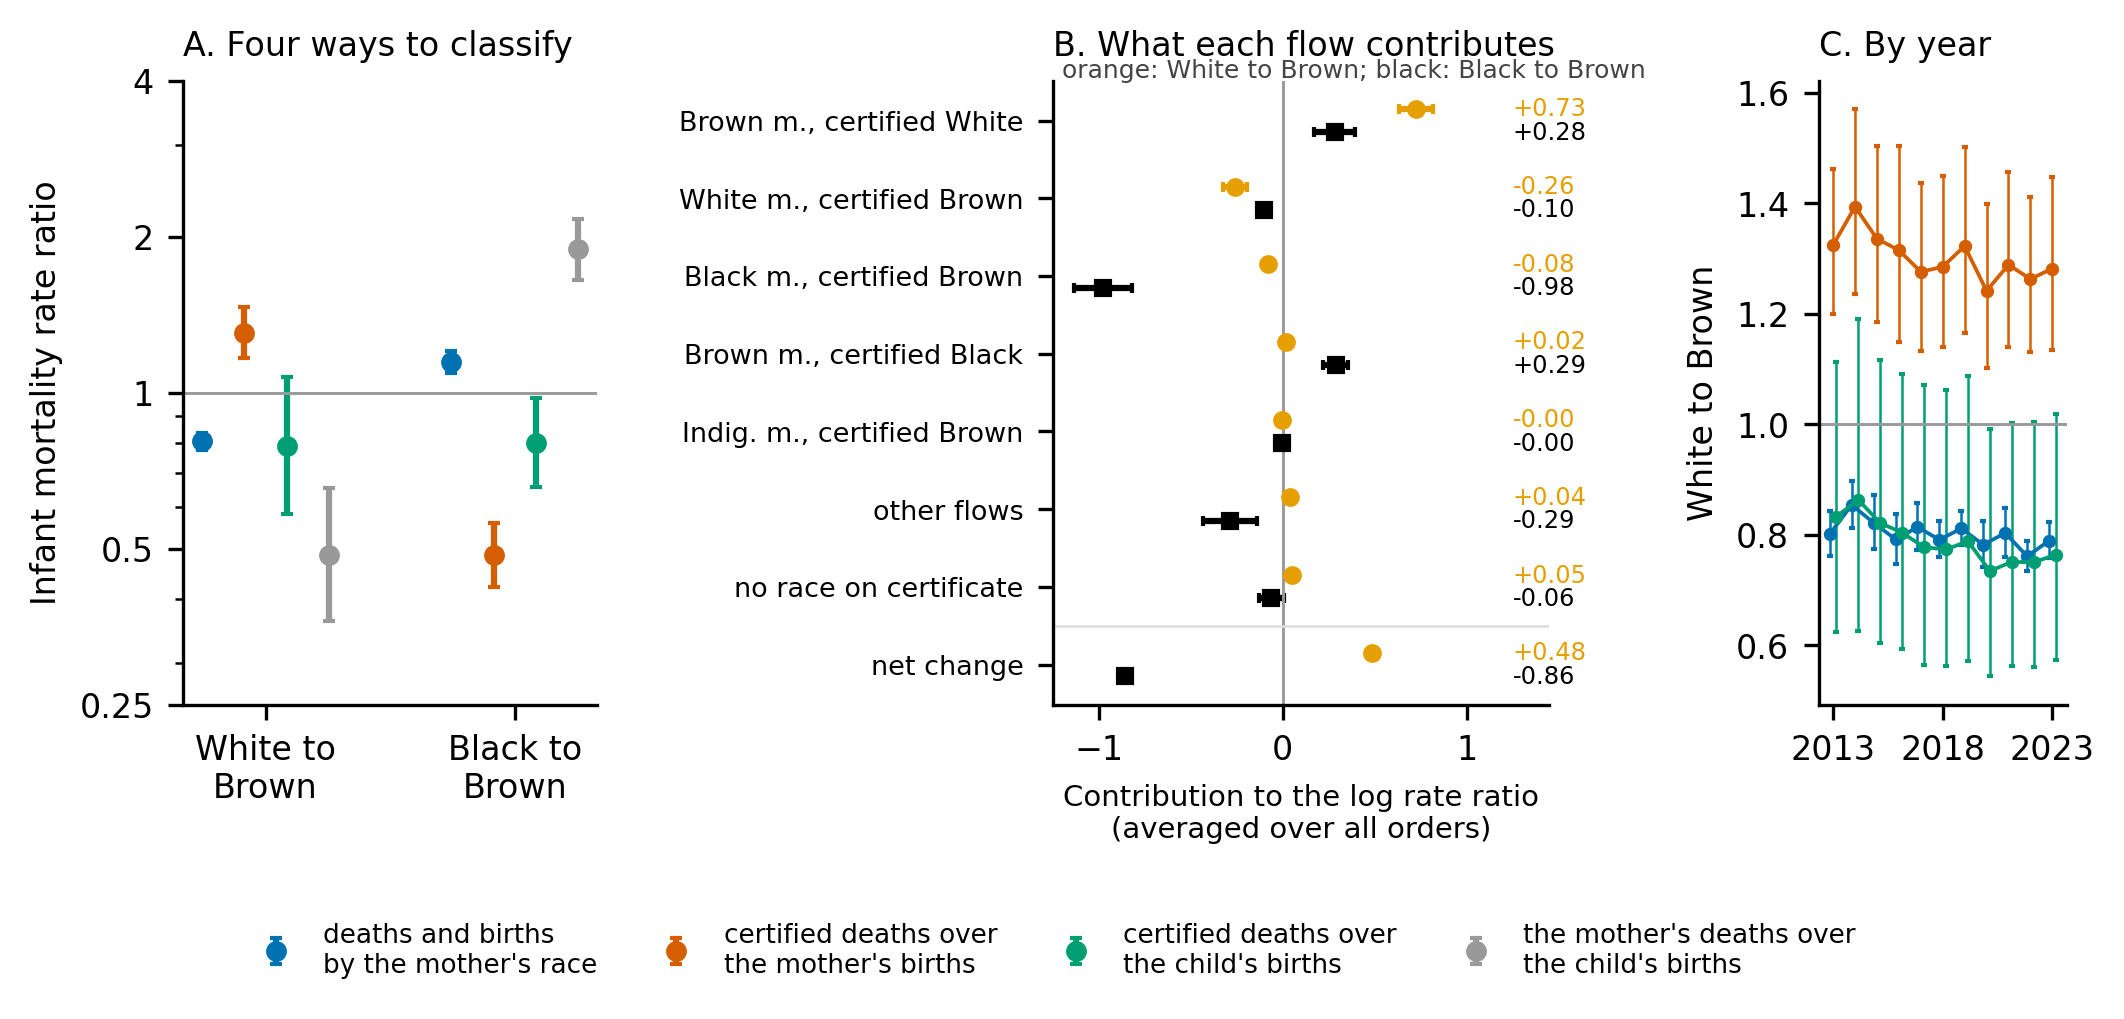 A. Four ways to classify
4
2
1
0.5
0.25
Infant mortality rate ratio
White to
Brown
Black to
Brown
B. What each flow contributes
orange: White to Brown; black: Black to Brown
Brown m., certified White
+0.73
+0.28
White m., certified Brown
-0.26
-0.10
Black m., certified Brown
-0.08
-0.98
Brown m., certified Black
+0.02
+0.29
Indig. m., certified Brown
-0.00
-0.00
other flows
+0.04
-0.29
no race on certificate
+0.05
-0.06
net change
+0.48
-0.86
−1 0 1
Contribution to the log rate ratio
(averaged over all orders)
C. By year
1.6
1.4
1.2
1.0
0.8
0.6
White to Brown
2013 2018 2023
deaths and births
by the mother's race
certified deaths over
the mother's births
certified deaths over
the child's births
the mother's deaths over
the child's births